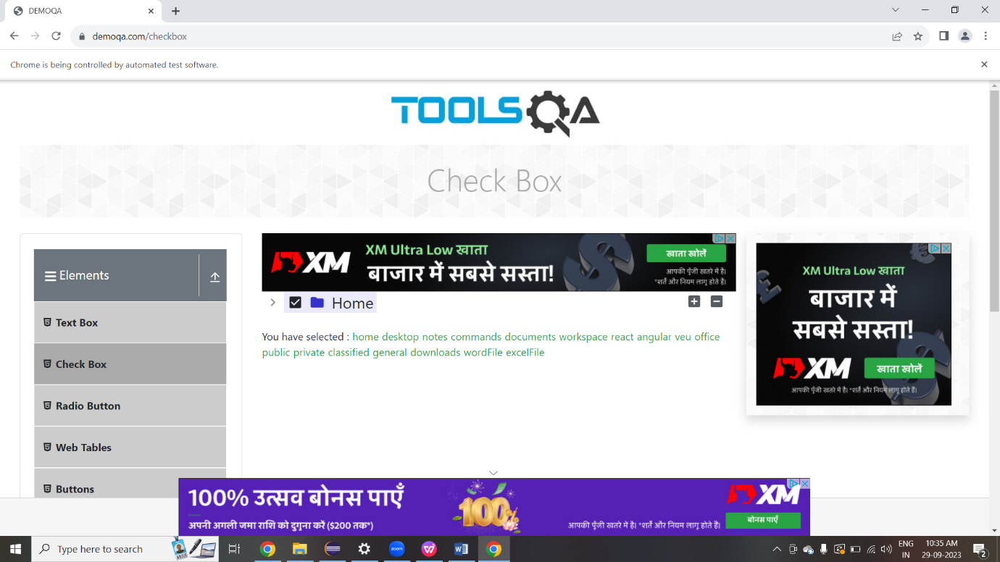 DEMOQA
demoqa.com/checkbox
Chrome is being controlled by automated test software.
TOOLSQA
Check Box
Elements
Text Box
Check Box
Radio Button
Web Tables
Buttons
XM
XM Ultra Low खाता
बाजार में सबसे सस्ता!
खाता खोलें
आपकी पूँजी खतरे में है।
*शर्तें और नियम लागू होते हैं।
Home
You have selected : home desktop notes commands documents workspace react angular veu office
public private classified general downloads wordFile excelFile
XM Ultra Low खाता
बाजार में
सबसे सस्ता!
XM
खाता खोलें
आपकी पूँजी खतरे में है। *शर्तें और नियम लागू होते हैं।
100% उत्सव बोनस पाएँ
अपनी अगली जमा राशि को दुगुना करें ($200 तक*)
100%
आपकी पूँजी खतरे में है। *शर्तें और नियम लागू होते हैं।
XM
बोनस पाएँ
Type here to search
zoom
W
ENG
IN
10:35 AM
29-09-2023
2